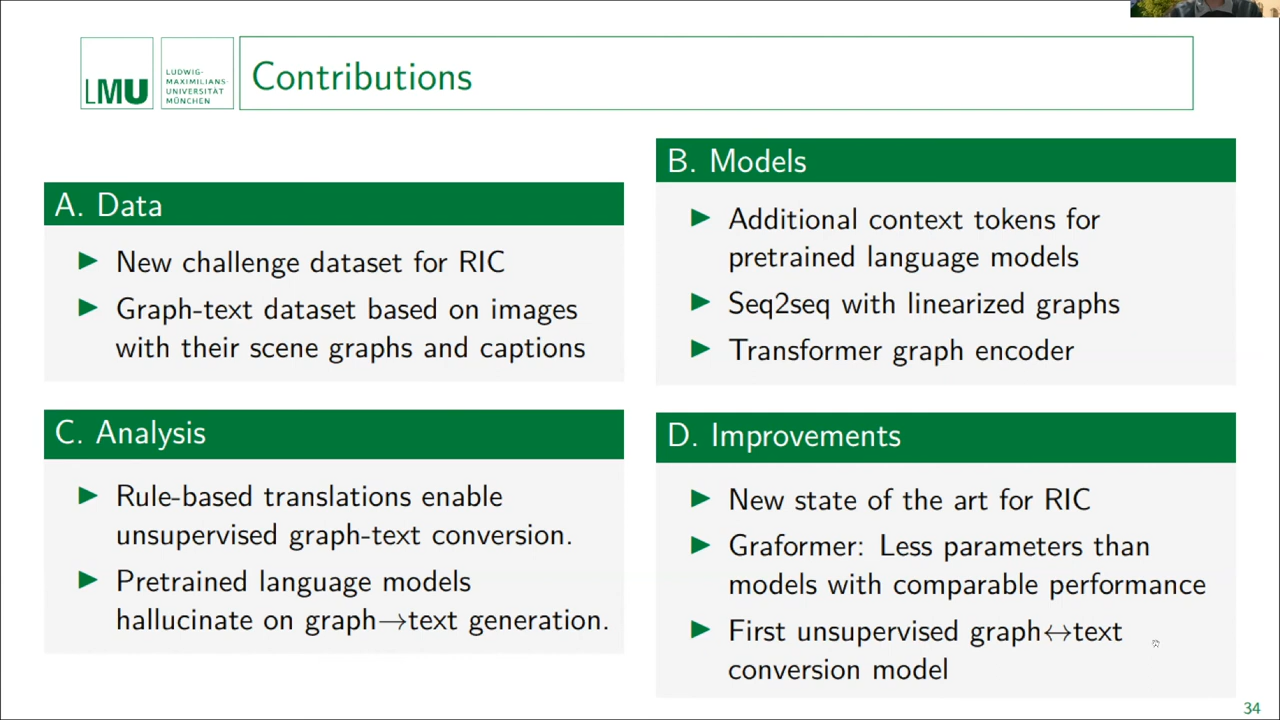 LMU
LUDWIG-
MAXIMILIANS-
UNIVERSITÄT
MÜNCHEN
Contributions
A. Data
▶ New challenge dataset for RIC
▶ Graph-text dataset based on images
with their scene graphs and captions
B. Models
▶ Additional context tokens for
pretrained language models
▶ Seq2seq with linearized graphs
▶ Transformer graph encoder
C. Analysis
▶ Rule-based translations enable
unsupervised graph-text conversion.
▶ Pretrained language models
hallucinate on graph→text generation.
D. Improvements
▶ New state of the art for RIC
▶ Graformer: Less parameters than
models with comparable performance
▶ First unsupervised graph↔text
conversion model
34